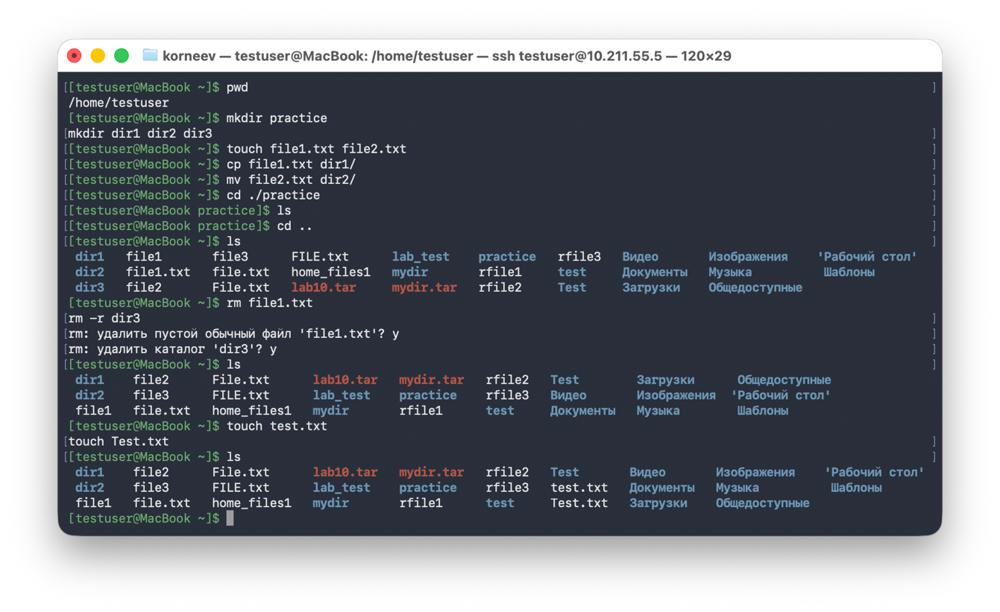 korneev — testuser@MacBook: /home/testuser — ssh testuser@10.211.55.5 — 120×29
[[testuser@MacBook ~]$ pwd ]
/home/testuser
[testuser@MacBook ~]$ mkdir practice
[mkdir dir1 dir2 dir3 ]
[[testuser@MacBook ~]$ touch file1.txt file2.txt ]
[[testuser@MacBook ~]$ cp file1.txt dir1/ ]
[[testuser@MacBook ~]$ mv file2.txt dir2/ ]
[[testuser@MacBook ~]$ cd ./practice ]
[[testuser@MacBook practice]$ ls ]
[[testuser@MacBook practice]$ cd .. ]
[[testuser@MacBook ~]$ ls ]
dir1 file1 file3 FILE.txt lab_test practice rfile3 Видео Изображения 'Рабочий стол'
dir2 file1.txt file.txt home_files1 mydir rfile1 test Документы Музыка Шаблоны
dir3 file2 File.txt lab10.tar mydir.tar rfile2 Test Загрузки Общедоступные
[testuser@MacBook ~]$ rm file1.txt
[rm -r dir3 ]
[rm: удалить пустой обычный файл 'file1.txt'? y ]
[rm: удалить каталог 'dir3'? y ]
[[testuser@MacBook ~]$ ls ]
dir1 file2 File.txt lab10.tar mydir.tar rfile2 Test Загрузки Общедоступные
dir2 file3 FILE.txt lab_test practice rfile3 Видео Изображения 'Рабочий стол'
file1 file.txt home_files1 mydir rfile1 test Документы Музыка Шаблоны
[testuser@MacBook ~]$ touch test.txt
[touch Test.txt ]
[[testuser@MacBook ~]$ ls ]
dir1 file2 File.txt lab10.tar mydir.tar rfile2 Test Видео Изображения 'Рабочий стол'
dir2 file3 FILE.txt lab_test practice rfile3 test.txt Документы Музыка Шаблоны
file1 file.txt home_files1 mydir rfile1 test Test.txt Загрузки Общедоступные
[testuser@MacBook ~]$